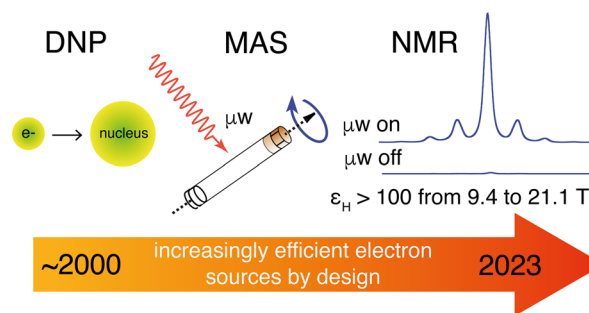 DNP
MAS
NMR
e-
nucleus
μw
μw on
μw off
εH > 100 from 9.4 to 21.1 T
~2000
increasingly efficient electron
sources by design
2023